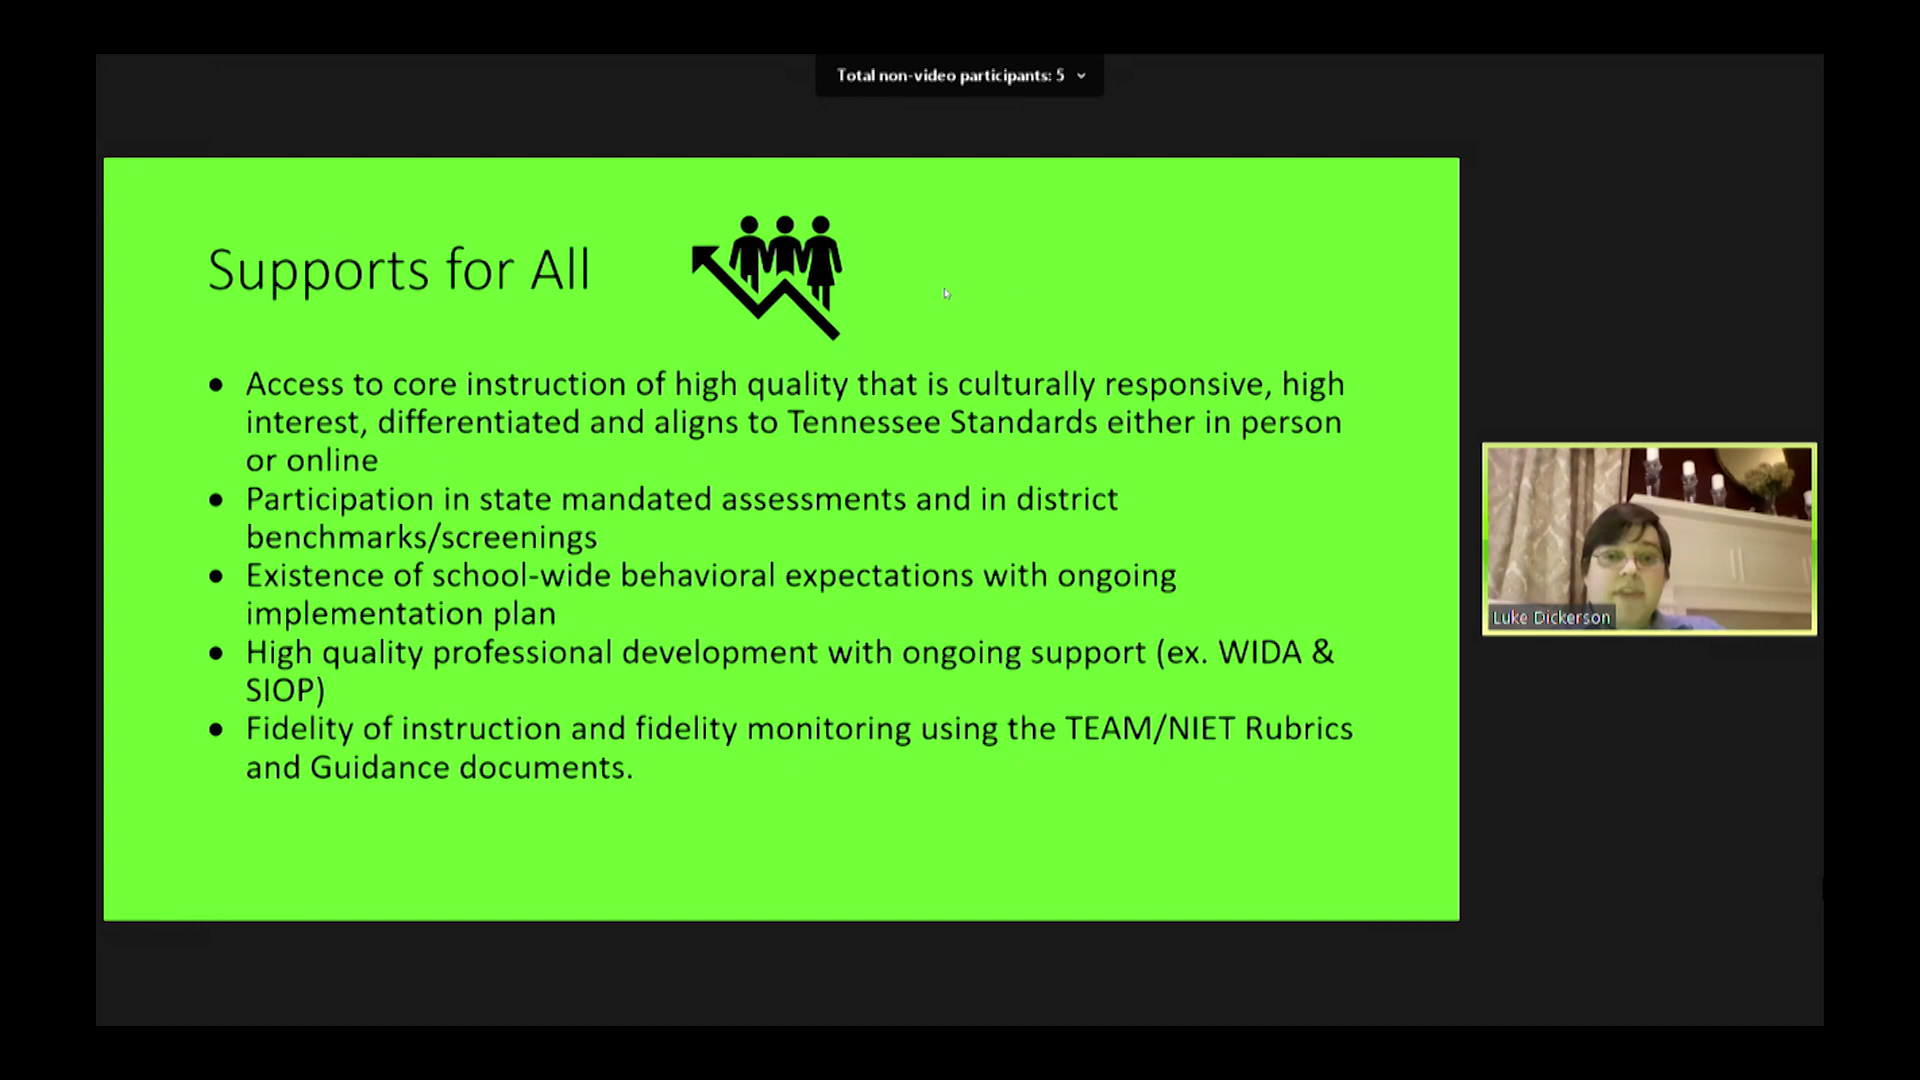 Total non-video participants: 5
Supports for All
● Access to core instruction of high quality that is culturally responsive, high
interest, differentiated and aligns to Tennessee Standards either in person
or online
● Participation in state mandated assessments and in district
benchmarks/screenings
● Existence of school-wide behavioral expectations with ongoing
implementation plan
● High quality professional development with ongoing support (ex. WIDA &
SIOP)
● Fidelity of instruction and fidelity monitoring using the TEAM/NIET Rubrics
and Guidance documents.
Luke Dickerson